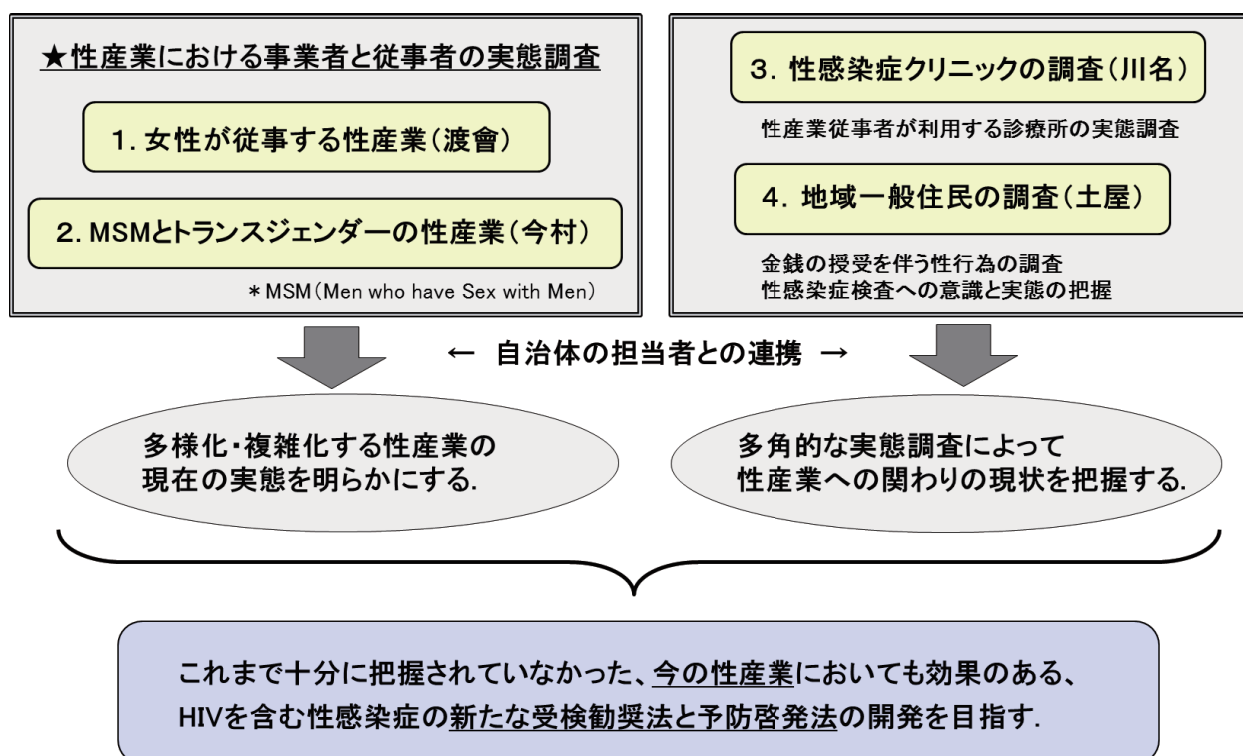 ★性産業における事業者と従事者の実態調査
1. 女性が従事する性産業(渡會)
2. MSMとトランスジェンダーの性産業(今村)
* MSM(Men who have Sex with Men)
3. 性感染症クリニックの調査(川名)
性産業従事者が利用する診療所の実態調査
4. 地域一般住民の調査(土屋)
金銭の授受を伴う性行為の調査
性感染症検査への意識と実態の把握
← 自治体の担当者との連携 →
多様化・複雑化する性産業の
現在の実態を明らかにする.
多角的な実態調査によって
性産業への関わりの現状を把握する.
これまで十分に把握されていなかった、今の性産業においても効果のある、
HIVを含む性感染症の新たな受検勧奨法と予防啓発法の開発を目指す.